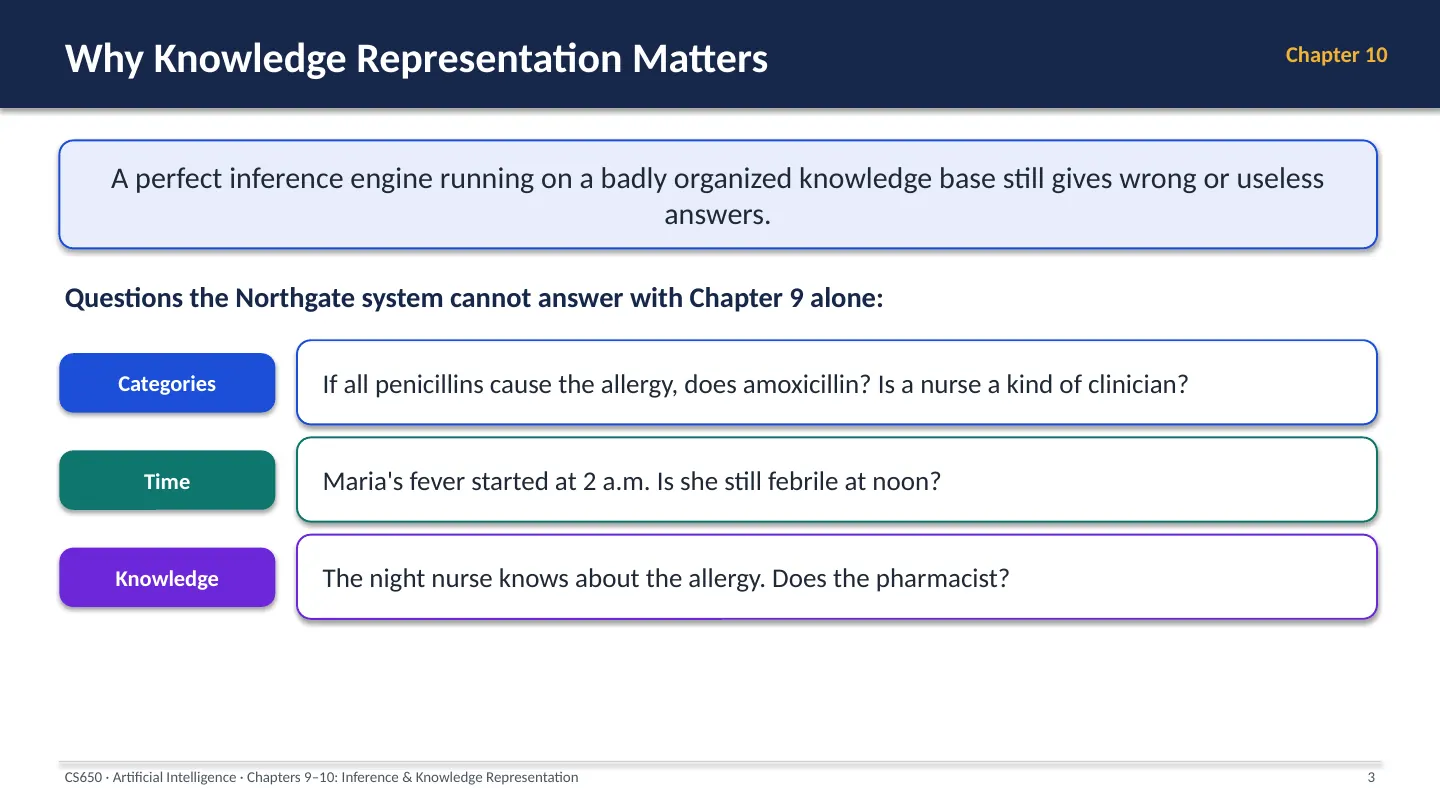 Why Knowledge Representation Matters
Chapter 10
A perfect inference engine running on a badly organized knowledge base still gives wrong or useless
answers.
Questions the Northgate system cannot answer with Chapter 9 alone:
Categories
If all penicillins cause the allergy, does amoxicillin? Is a nurse a kind of clinician?
Time
Maria's fever started at 2 a.m. Is she still febrile at noon?
Knowledge
The night nurse knows about the allergy. Does the pharmacist?
CS650 · Artificial Intelligence · Chapters 9–10: Inference & Knowledge Representation
3